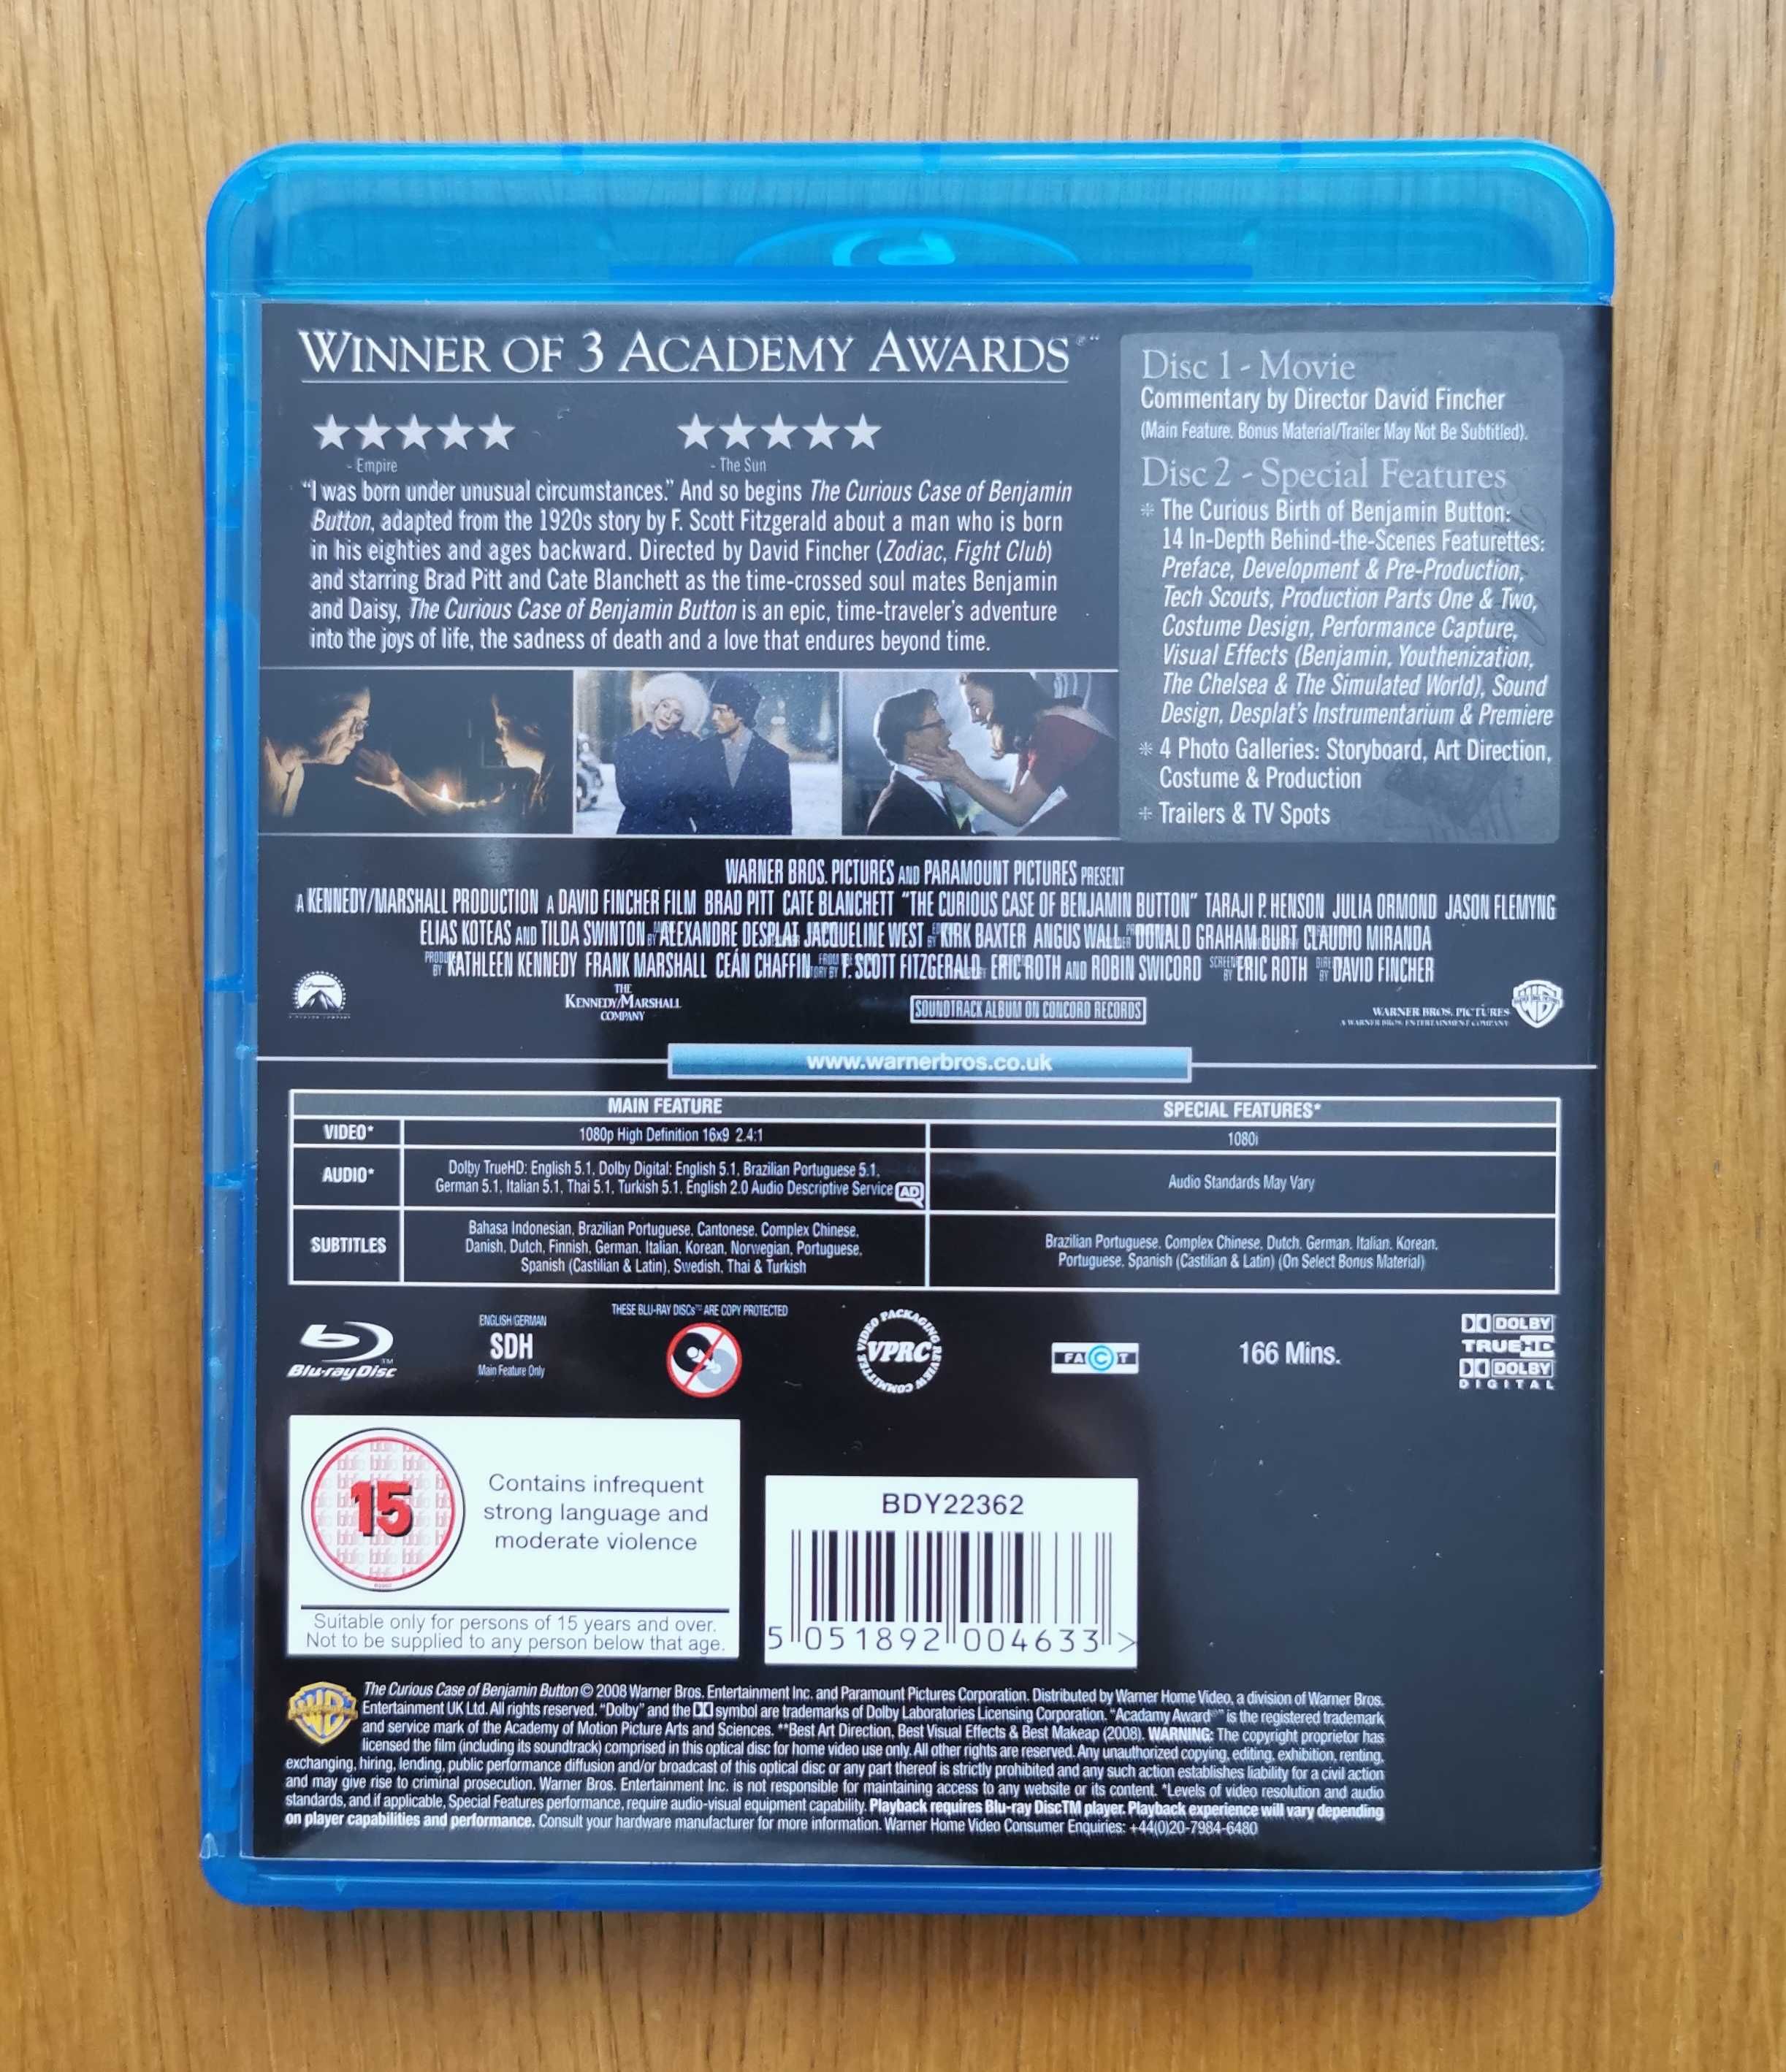 WINNER OF 3 ACADEMY AWARDS®**
- Empire
- The Sun
"I was born under unusual circumstances." And so begins The Curious Case of Benjamin
Button, adapted from the 1920s story by F. Scott Fitzgerald about a man who is born
in his eighties and ages backward. Directed by David Fincher (Zodiac, Fight Club)
and starring Brad Pitt and Cate Blanchett as the time-crossed soul mates Benjamin
and Daisy, The Curious Case of Benjamin Button is an epic, time-traveler's adventure
into the joys of life, the sadness of death and a love that endures beyond time.
Disc 1 - Movie
Commentary by Director David Fincher
(Main Feature. Bonus Material/Trailer May Not Be Subtitled).
Disc 2 - Special Features
The Curious Birth of Benjamin Button:
14 In-Depth Behind-the-Scenes Featurettes:
Preface, Development & Pre-Production,
Tech Scouts, Production Parts One & Two,
Costume Design, Performance Capture,
Visual Effects (Benjamin, Youthenization,
The Chelsea & The Simulated World), Sound
Design, Desplat's Instrumentarium & Premiere
4 Photo Galleries: Storyboard, Art Direction,
Costume & Production
Trailers & TV Spots
WARNER BROS. PICTURES AND PARAMOUNT PICTURES PRESENT
A KENNEDY/MARSHALL PRODUCTION A DAVID FINCHER FILM BRAD PITT CATE BLANCHETT "THE CURIOUS CASE OF BENJAMIN BUTTON" TARAJI P. HENSON JULIA ORMOND JASON FLEMYNG
ELIAS KOTEAS AND TILDA SWINTON ALEXANDRE DESPLAT JACQUELINE WEST KIRK BAXTER ANGUS WALL DONALD GRAHAM BURT CLAUDIO MIRANDA
BY KATHLEEN KENNEDY FRANK MARSHALL CEÁN CHAFFIN F. SCOTT FITZGERALD ERIC ROTH AND ROBIN SWICORD BY ERIC ROTH BY DAVID FINCHER
Paramount
THE
KENNEDY/MARSHALL
COMPANY
SOUNDTRACK ALBUM ON CONCORD RECORDS
WARNER BROS. PICTURES
A WARNER BROS. ENTERTAINMENT COMPANY
www.warnerbros.co.uk
MAIN FEATURE
SPECIAL FEATURES*
VIDEO*
1080p High Definition 16x9 2.4:1
1080i
AUDIO*
Dolby TrueHD: English 5.1, Dolby Digital: English 5.1, Brazilian Portuguese 5.1,
German 5.1, Italian 5.1, Thai 5.1, Turkish 5.1, English 2.0 Audio Descriptive Service AD
Audio Standards May Vary
SUBTITLES
Bahasa Indonesian, Brazilian Portuguese, Cantonese, Complex Chinese,
Danish, Dutch, Finnish, German, Italian, Korean, Norwegian, Portuguese,
Spanish (Castilian & Latin), Swedish, Thai & Turkish
Brazilian Portuguese, Complex Chinese, Dutch, German, Italian, Korean,
Portuguese, Spanish (Castilian & Latin) (On Select Bonus Material)
Blu-ray Disc™
ENGLISH/GERMAN
SDH
Main Feature Only
THESE BLU-RAY DISCs™ ARE COPY PROTECTED
VIDEO PACKAGING REVIEW COMMITTEE
VPRC
FACT
166 Mins.
DOLBY
TRUEHD
DOLBY
DIGITAL
15
Contains infrequent
strong language and
moderate violence
Suitable only for persons of 15 years and over.
Not to be supplied to any person below that age.
BDY22362
5 051892 004633 >
The Curious Case of Benjamin Button © 2008 Warner Bros. Entertainment Inc. and Paramount Pictures Corporation. Distributed by Warner Home Video, a division of Warner Bros.
Entertainment UK Ltd. All rights reserved. "Dolby" and the symbol are trademarks of Dolby Laboratories Licensing Corporation. "Acadamy Award®" is the registered trademark
and service mark of the Academy of Motion Picture Arts and Sciences. **Best Art Direction, Best Visual Effects & Best Makeap (2008). WARNING: The copyright proprietor has
licensed the film (including its soundtrack) comprised in this optical disc for home video use only. All other rights are reserved. Any unauthorized copying, editing, exhibition, renting,
exchanging, hiring, lending, public performance diffusion and/or broadcast of this optical disc or any part thereof is strictly prohibited and any such action establishes liability for a civil action
and may give rise to criminal prosecution. Warner Bros. Entertainment Inc. is not responsible for maintaining access to any website or its content. *Levels of video resolution and audio
standards, and if applicable, Special Features performance, require audio-visual equipment capability. Playback requires Blu-ray DiscTM player. Playback experience will vary depending
on player capabilities and performance. Consult your hardware manufacturer for more information. Warner Home Video Consumer Enquiries: +44(0)20-7984-6480